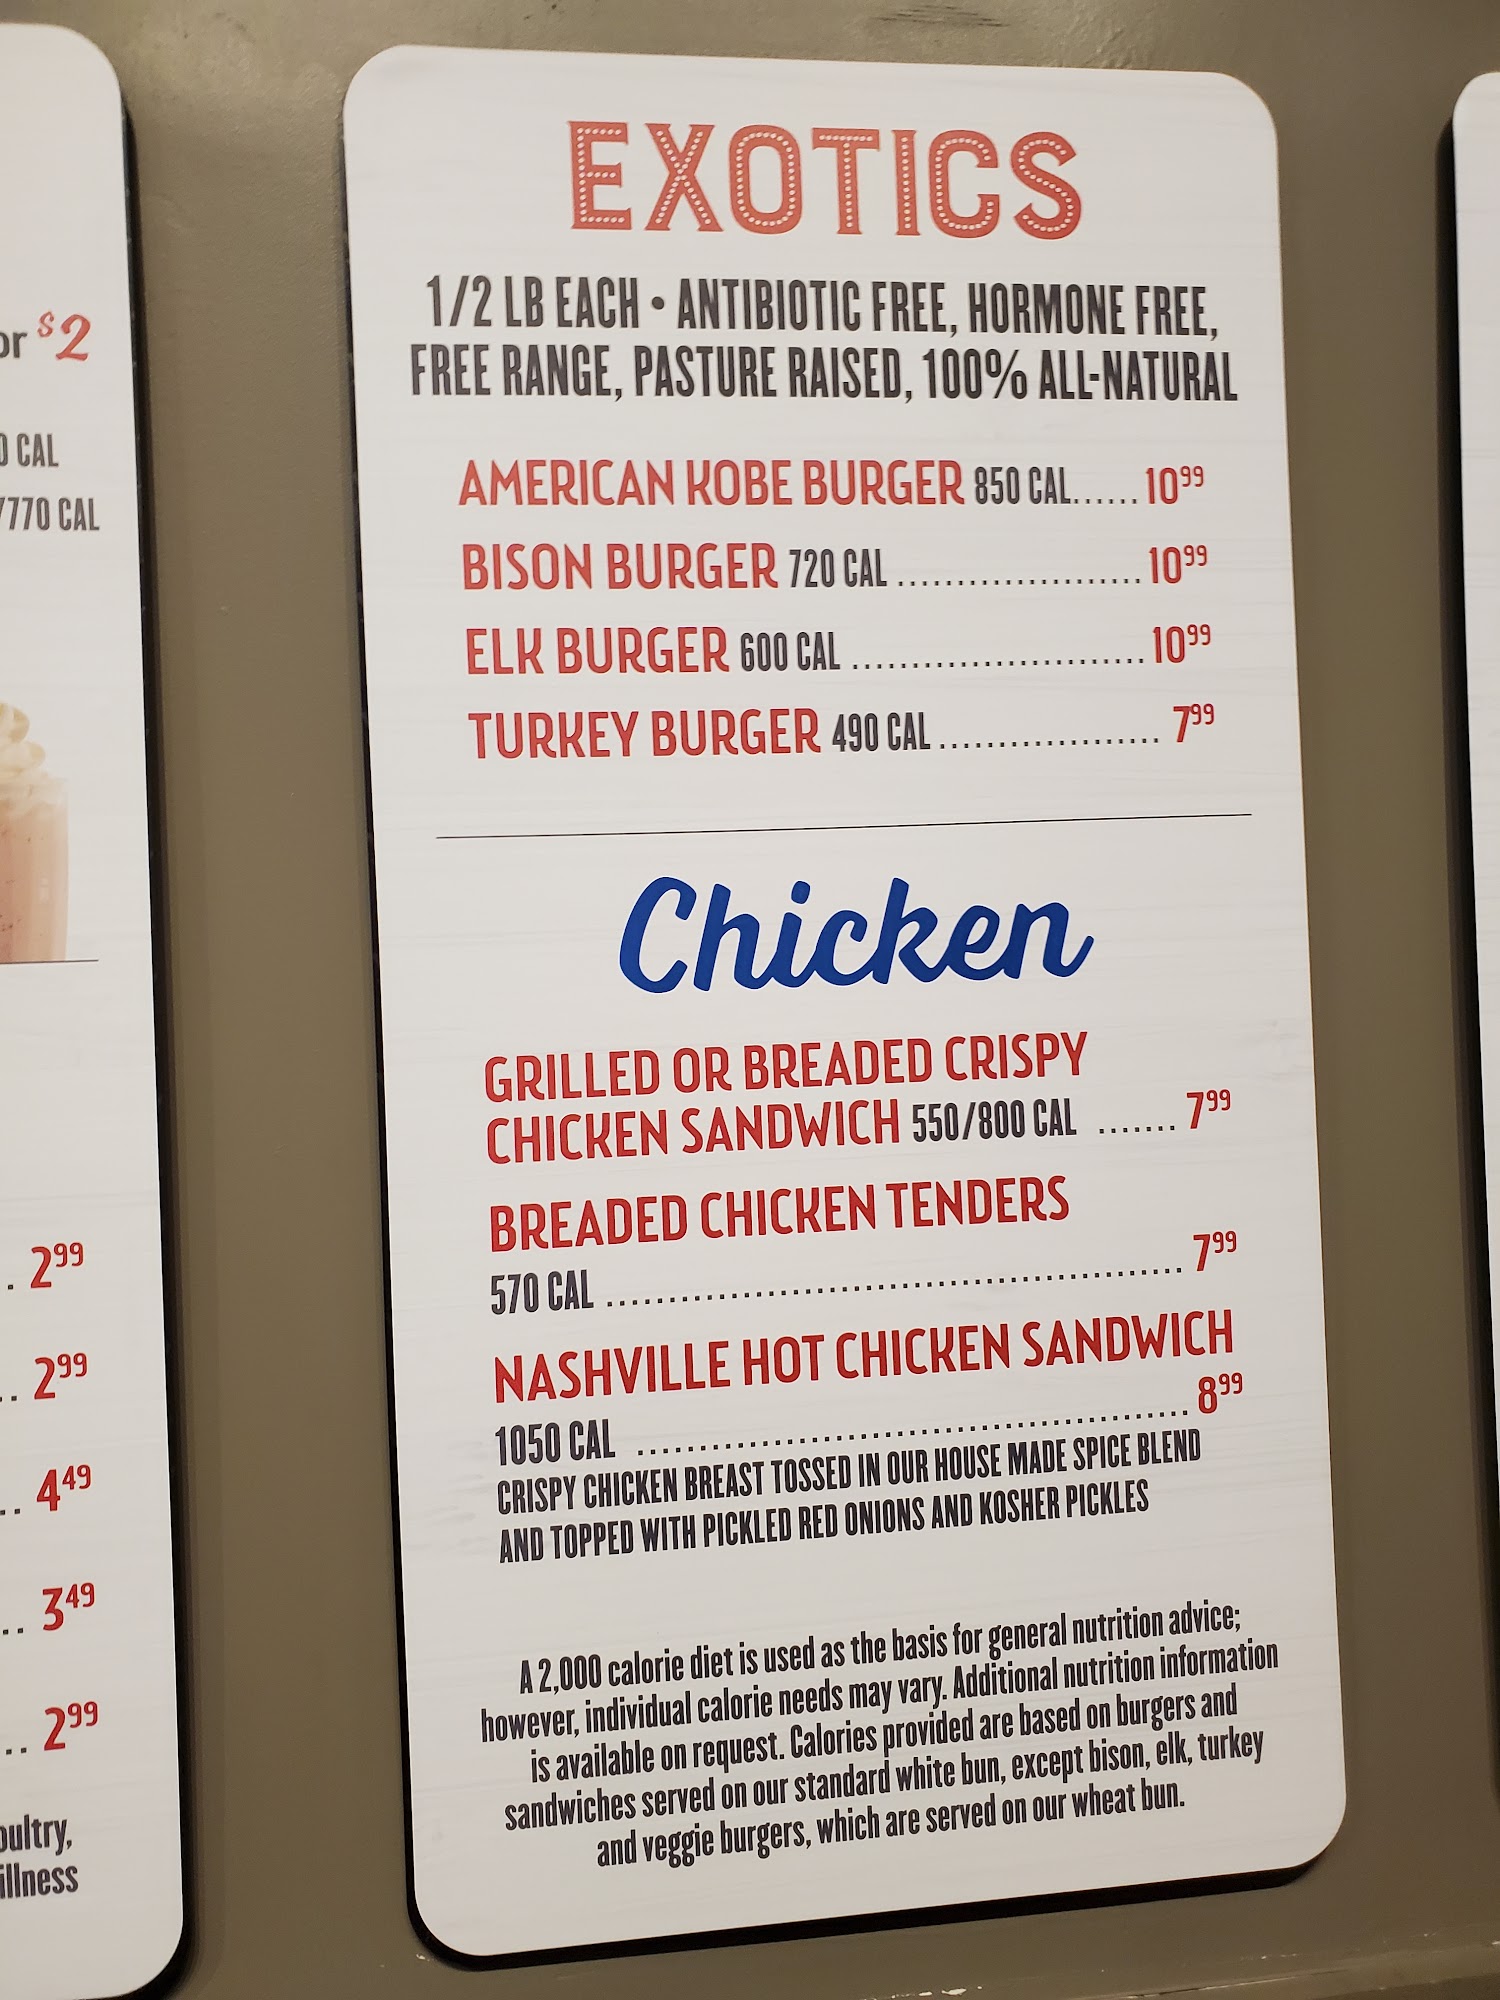 $2
CAL
/770 CAL
2.99
2.99
4.49
3.49
2.99
illness
EXOTICS
1/2 LB EACH • ANTIBIOTIC FREE, HORMONE FREE,
FREE RANGE, PASTURE RAISED, 100% ALL-NATURAL
AMERICAN KOBE BURGER 850 CAL...... 10 99
BISON BURGER 720 CAL ..................... 10 99
ELK BURGER 600 CAL ......................... 10 99
TURKEY BURGER 490 CAL ................... 7 99
Chicken
GRILLED OR BREADED CRISPY
CHICKEN SANDWICH 550/800 CAL ....... 7 99
BREADED CHICKEN TENDERS
570 CAL ............................................... 7 99
NASHVILLE HOT CHICKEN SANDWICH
1050 CAL ............................................. 8 99
CRISPY CHICKEN BREAST TOSSED IN OUR HOUSE MADE SPICE BLEND
AND TOPPED WITH PICKLED RED ONIONS AND KOSHER PICKLES
A 2,000 calorie diet is used as the basis for general nutrition advice;
however, individual calorie needs may vary. Additional nutrition information
is available on request. Calories provided are based on burgers and
sandwiches served on our standard white bun, except bison, elk, turkey
and veggie burgers, which are served on our wheat bun.